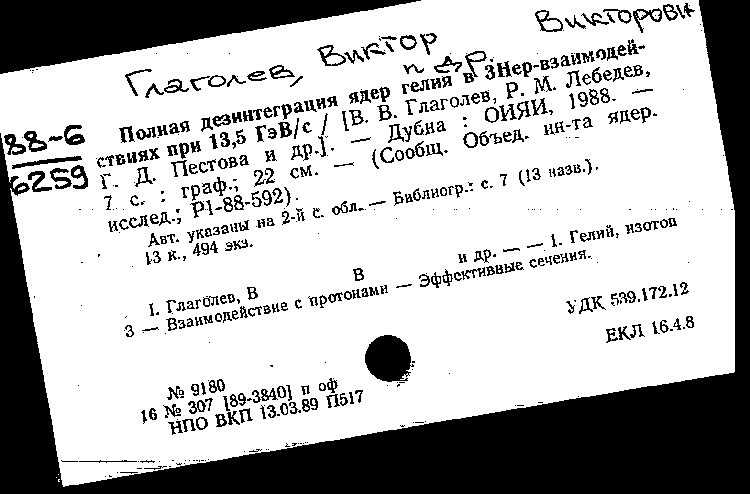 Глаголев, Виктор Викторови
и др.
88-6
6259
Полная дезинтеграция ядер гелия в 3Hep-взаимодей-
ствиях при 13,5 ГэВ/с / [В. В. Глаголев, Р. М. Лебедев,
Г. Д. Пестова и др.]. — Дубна : ОИЯИ, 1988. —
7 с. : граф.; 22 см. — (Сообщ. Объед. ин-та ядер.
исслед.; Р1-88-592).
Авт. указаны на 2-й с. обл. — Библиогр.: с. 7 (13 назв.).
13 к., 494 экз.
I. Глаголев, В В и др. — — 1. Гелий, изотоп
3 — Взаимодействие с протонами — Эффективные сечения.
УДК 539.172.12
ЕКЛ 16.4.8
№ 9180
16 № 307 [89-3840] п оф
НПО ВКП 13.03.89 П517